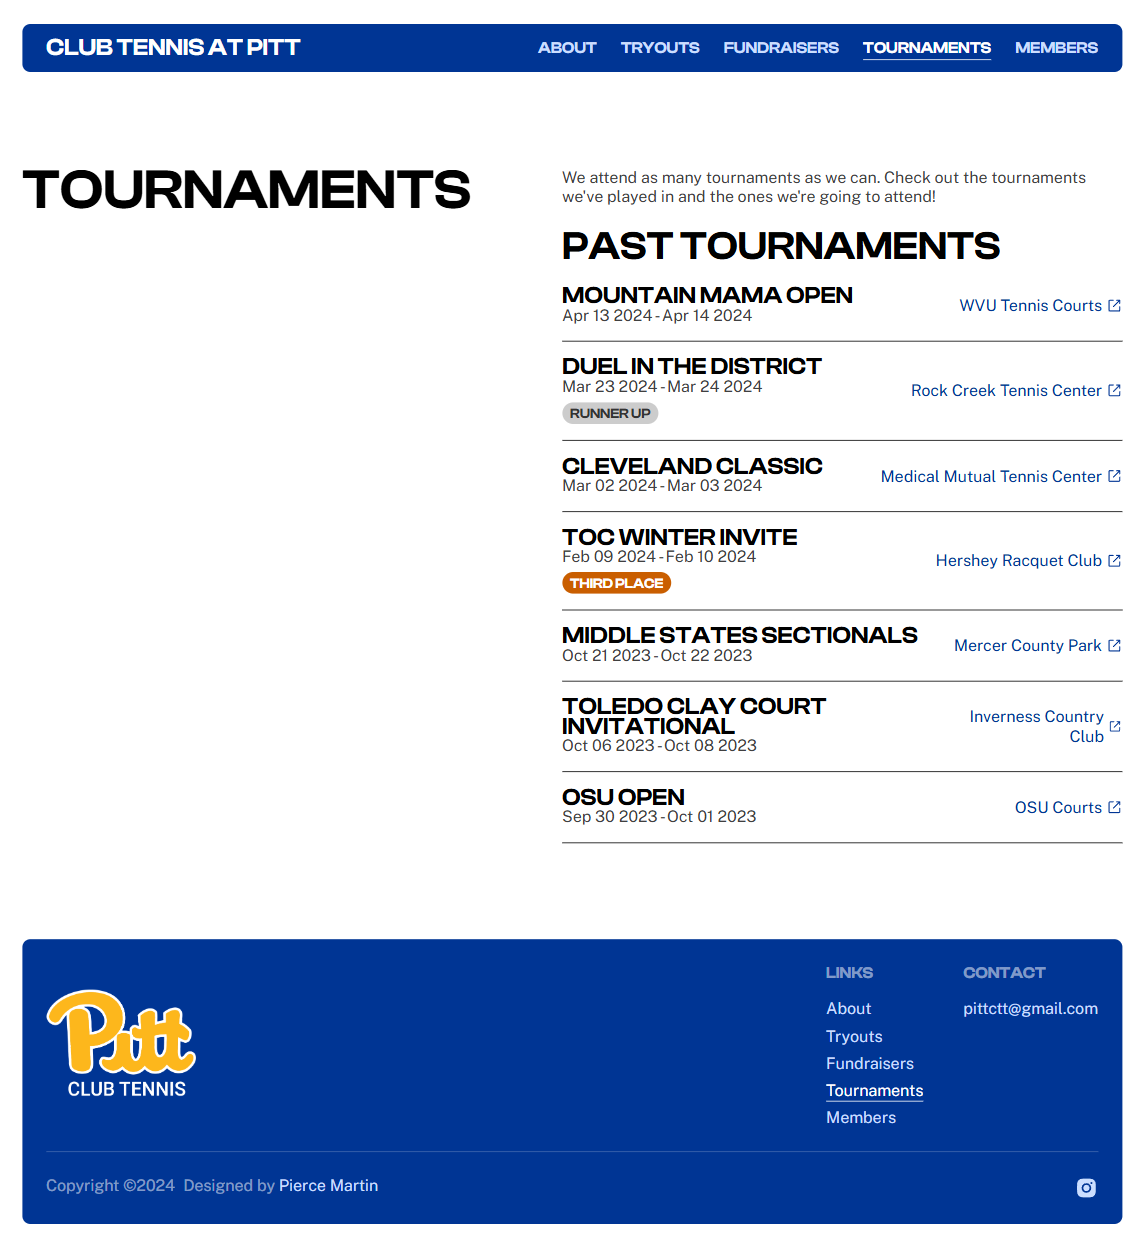 CLUB TENNIS AT PITT
ABOUT TRYOUTS FUNDRAISERS TOURNAMENTS MEMBERS
TOURNAMENTS
We attend as many tournaments as we can. Check out the tournaments
we've played in and the ones we're going to attend!
PAST TOURNAMENTS
MOUNTAIN MAMA OPEN
Apr 13 2024 - Apr 14 2024
WVU Tennis Courts
DUEL IN THE DISTRICT
Mar 23 2024 - Mar 24 2024
RUNNER UP
Rock Creek Tennis Center
CLEVELAND CLASSIC
Mar 02 2024 - Mar 03 2024
Medical Mutual Tennis Center
TOC WINTER INVITE
Feb 09 2024 - Feb 10 2024
THIRD PLACE
Hershey Racquet Club
MIDDLE STATES SECTIONALS
Oct 21 2023 - Oct 22 2023
Mercer County Park
TOLEDO CLAY COURT
INVITATIONAL
Oct 06 2023 - Oct 08 2023
Inverness Country
Club
OSU OPEN
Sep 30 2023 - Oct 01 2023
OSU Courts
Pitt
CLUB TENNIS
LINKS
About
Tryouts
Fundraisers
Tournaments
Members
CONTACT
pittctt@gmail.com
Copyright ©2024 Designed by Pierce Martin